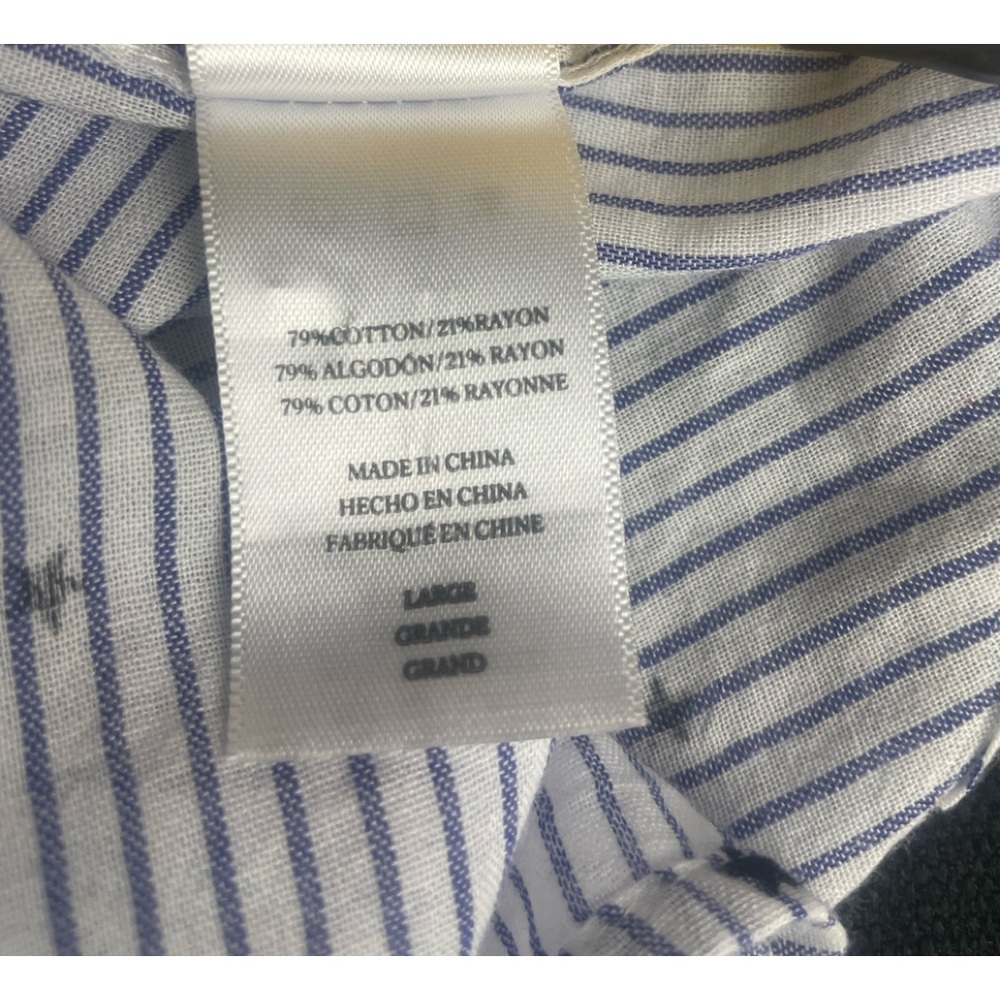 79%COTTON/21%RAYON
79% ALGODÓN/21% RAYON
79% COTON/21% RAYONNE
MADE IN CHINA
HECHO EN CHINA
FABRIQUÉ EN CHINE
LARGE
GRANDE
GRAND